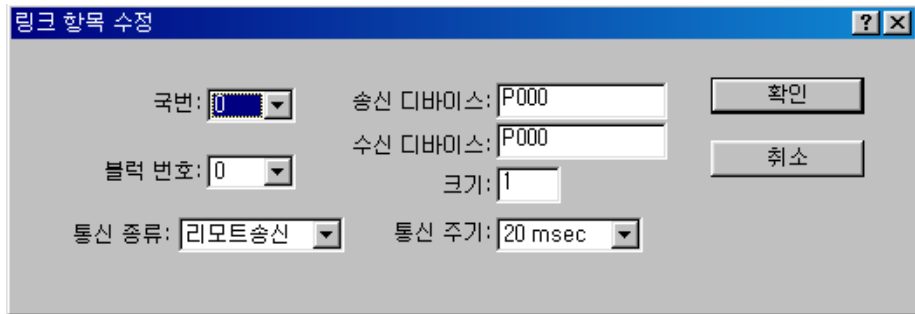 링크 항목 수정
국번: 0
송신 디바이스: P000
확인
수신 디바이스: P000
블럭 번호: 0
취소
크기: 1
통신 종류: 리모트송신
통신 주기: 20 msec